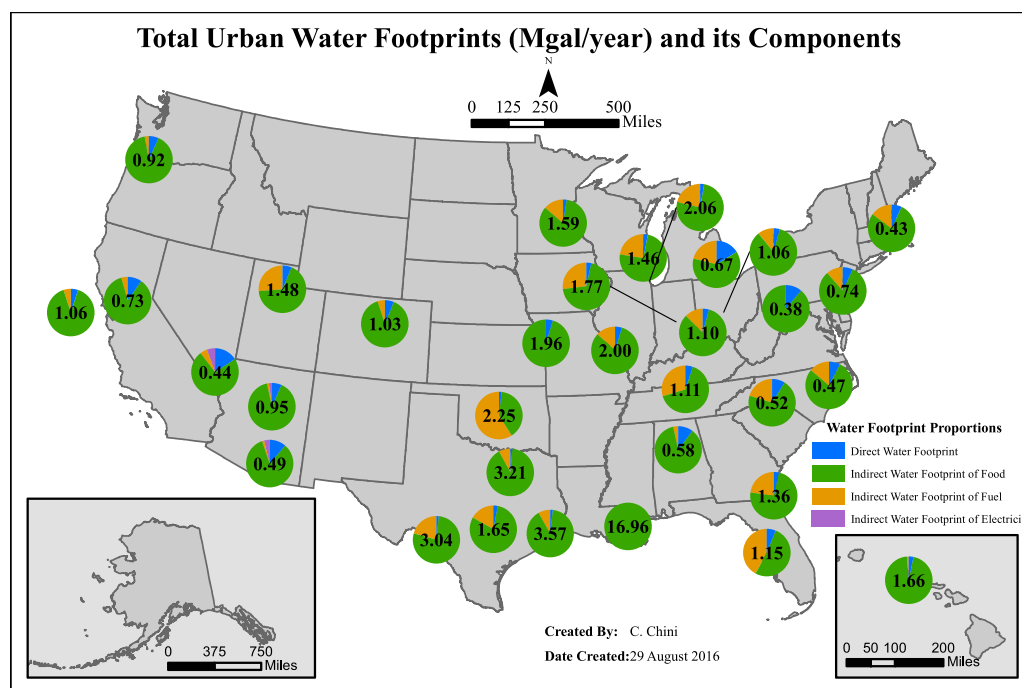 Total Urban Water Footprints (Mgal/year) and its Components
N
0 125 250 500
Miles
0.92
2.06
1.59
0.43
1.46
1.06
0.67
1.48
1.77
0.74
0.73
0.38
1.06
1.03
1.10
1.96
2.00
0.44
1.11
0.47
0.95
0.52
2.25
Water Footprint Proportions
0.58
Direct Water Footprint
0.49
3.21
Indirect Water Footprint of Food
1.36
Indirect Water Footprint of Fuel
16.96
Indirect Water Footprint of Electrici
1.65
3.57
3.04
1.15
1.66
Created By: C. Chini
Date Created:29 August 2016
0 375 750
Miles
0 50 100 200
Miles